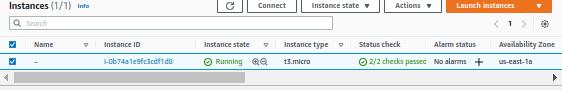 Instances (1/1) Info Connect Instance state Actions Launch instances
Search 1
Name Instance ID Instance state Instance type Status check Alarm status Availability Zone
– i-0b74a1e9fc3cdf1d8 Running t3.micro 2/2 checks passed No alarms + us-east-1a